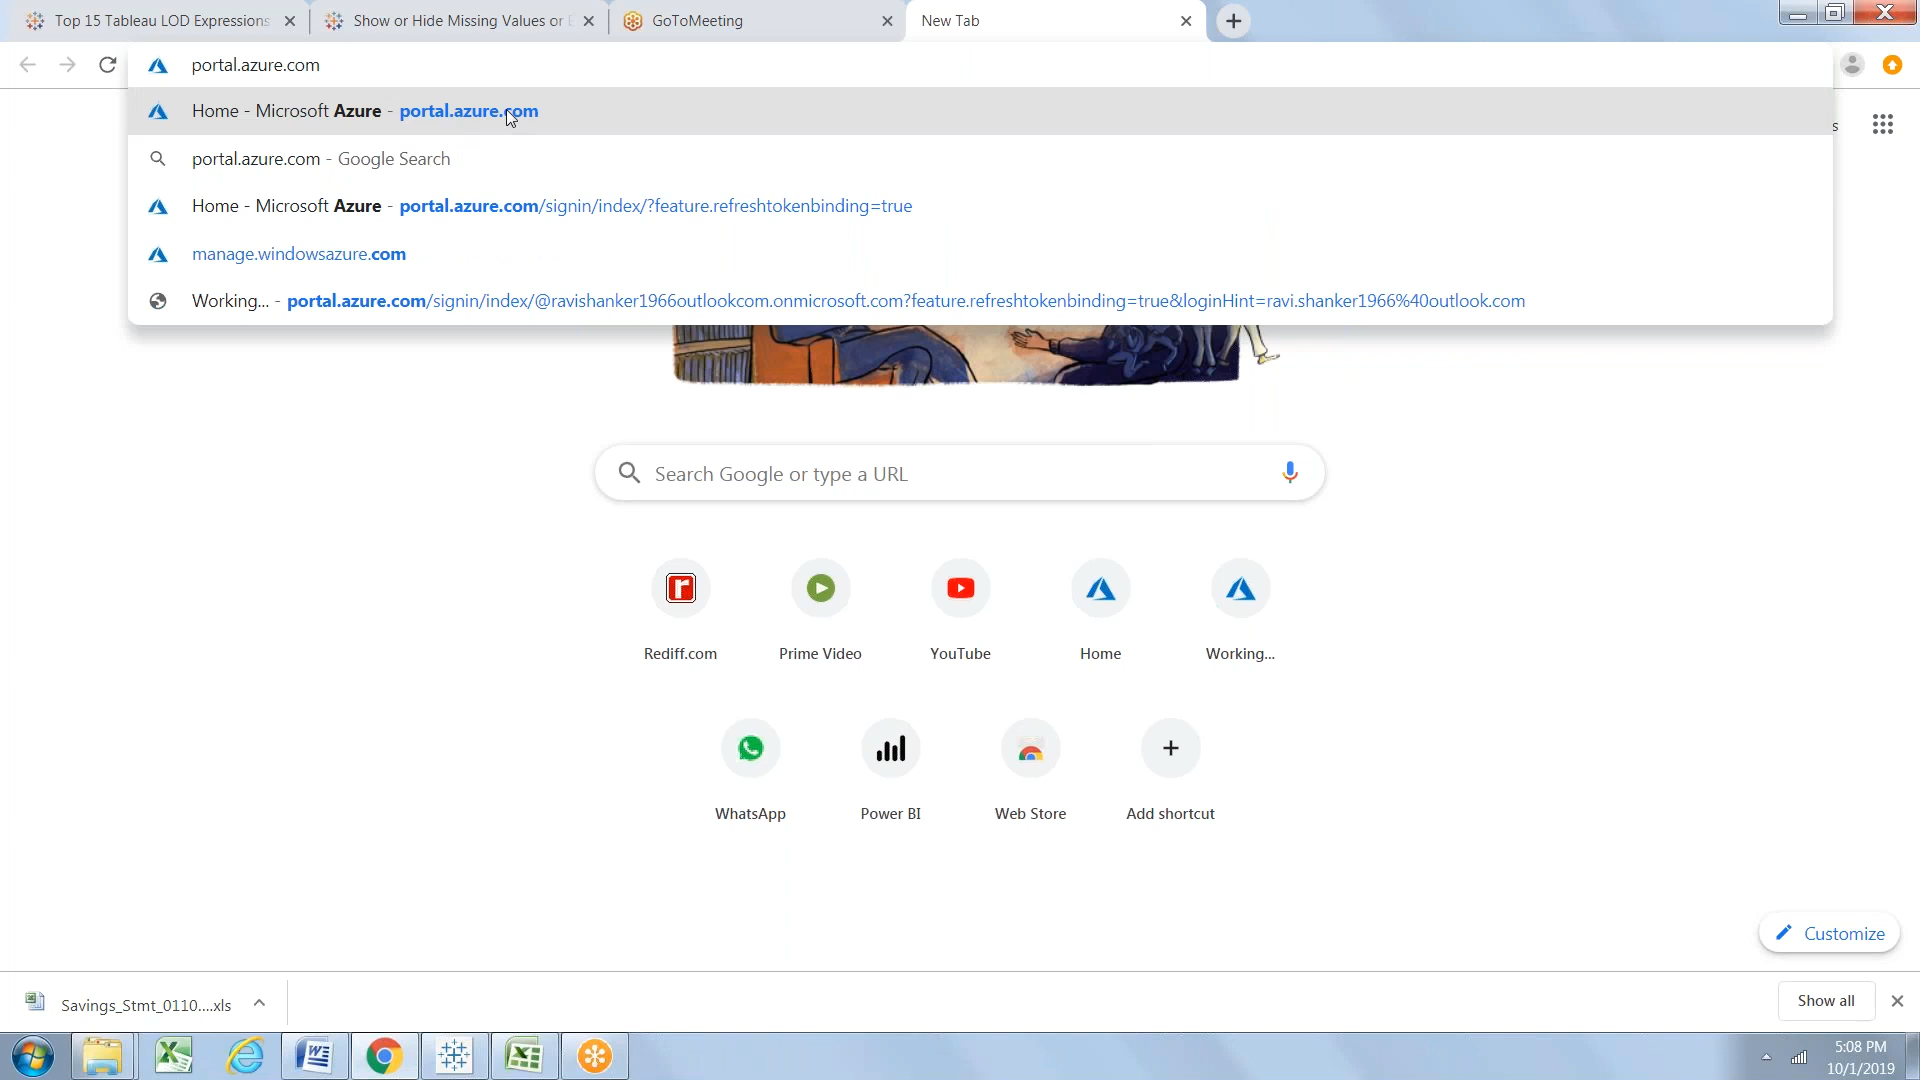 Top 15 Tableau LOD Expressions
Show or Hide Missing Values or
GoToMeeting
New Tab
portal.azure.com
Home - Microsoft Azure - portal.azure.com
portal.azure.com - Google Search
Home - Microsoft Azure - portal.azure.com/signin/index/?feature.refreshtokenbinding=true
manage.windowsazure.com
Working... - portal.azure.com/signin/index/@ravishanker1966outlookcom.onmicrosoft.com?feature.refreshtokenbinding=true&loginHint=ravi.shanker1966%40outlook.com
s
Search Google or type a URL
Rediff.com
Prime Video
YouTube
Home
Working...
WhatsApp
Power BI
Web Store
Add shortcut
Customize
Savings_Stmt_0110....xls
Show all
5:08 PM
10/1/2019